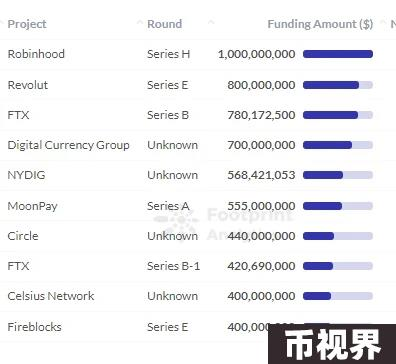 Project Round Funding Amount ($) N
Robinhood Series H 1,000,000,000
Revolut Series E 800,000,000
FTX Series B 780,172,500
Digital Currency Group Unknown 700,000,000
NYDIG Unknown 568,421,053
MoonPay Series A 555,000,000
Footprint
Circle Unknown 440,000,000
FTX Series B-1 420,690,000
Celsius Network Unknown 400,000,000
Fireblocks Series E 400,000,000
币视界